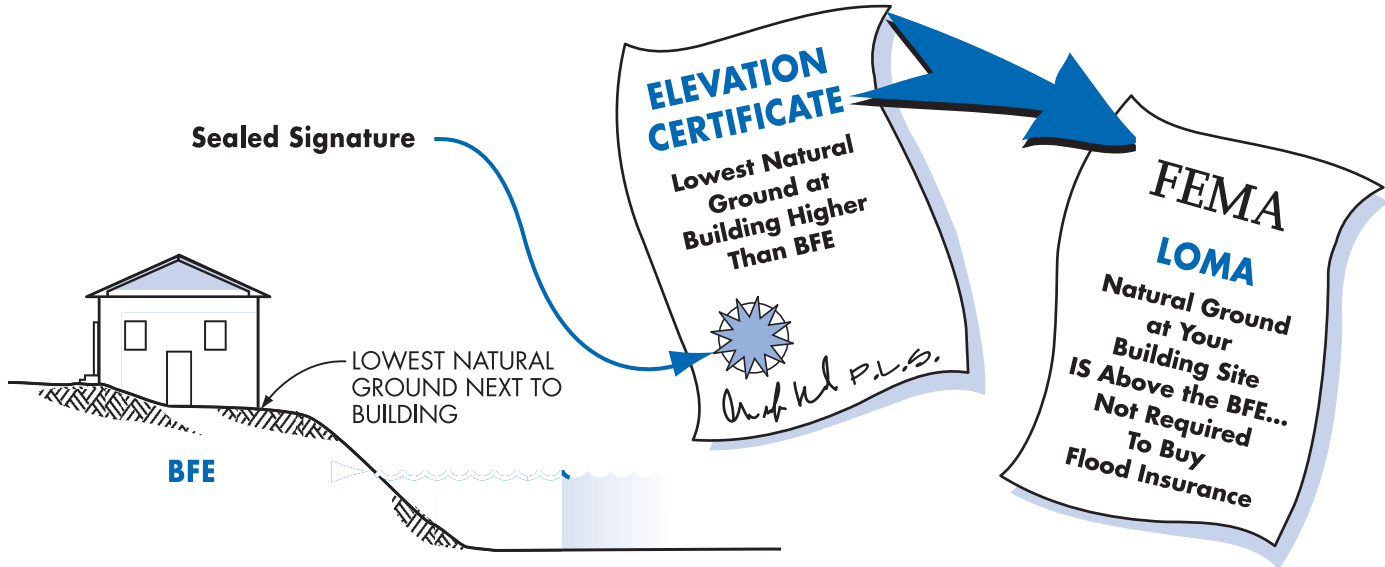 Sealed Signature
LOWEST NATURAL
GROUND NEXT TO
BUILDING
BFE
ELEVATION
CERTIFICATE
Lowest Natural
Ground at
Building Higher
Than BFE
P.L.S.
FEMA
LOMA
Natural Ground
at Your
Building Site
IS Above the BFE...
Not Required
To Buy
Flood Insurance